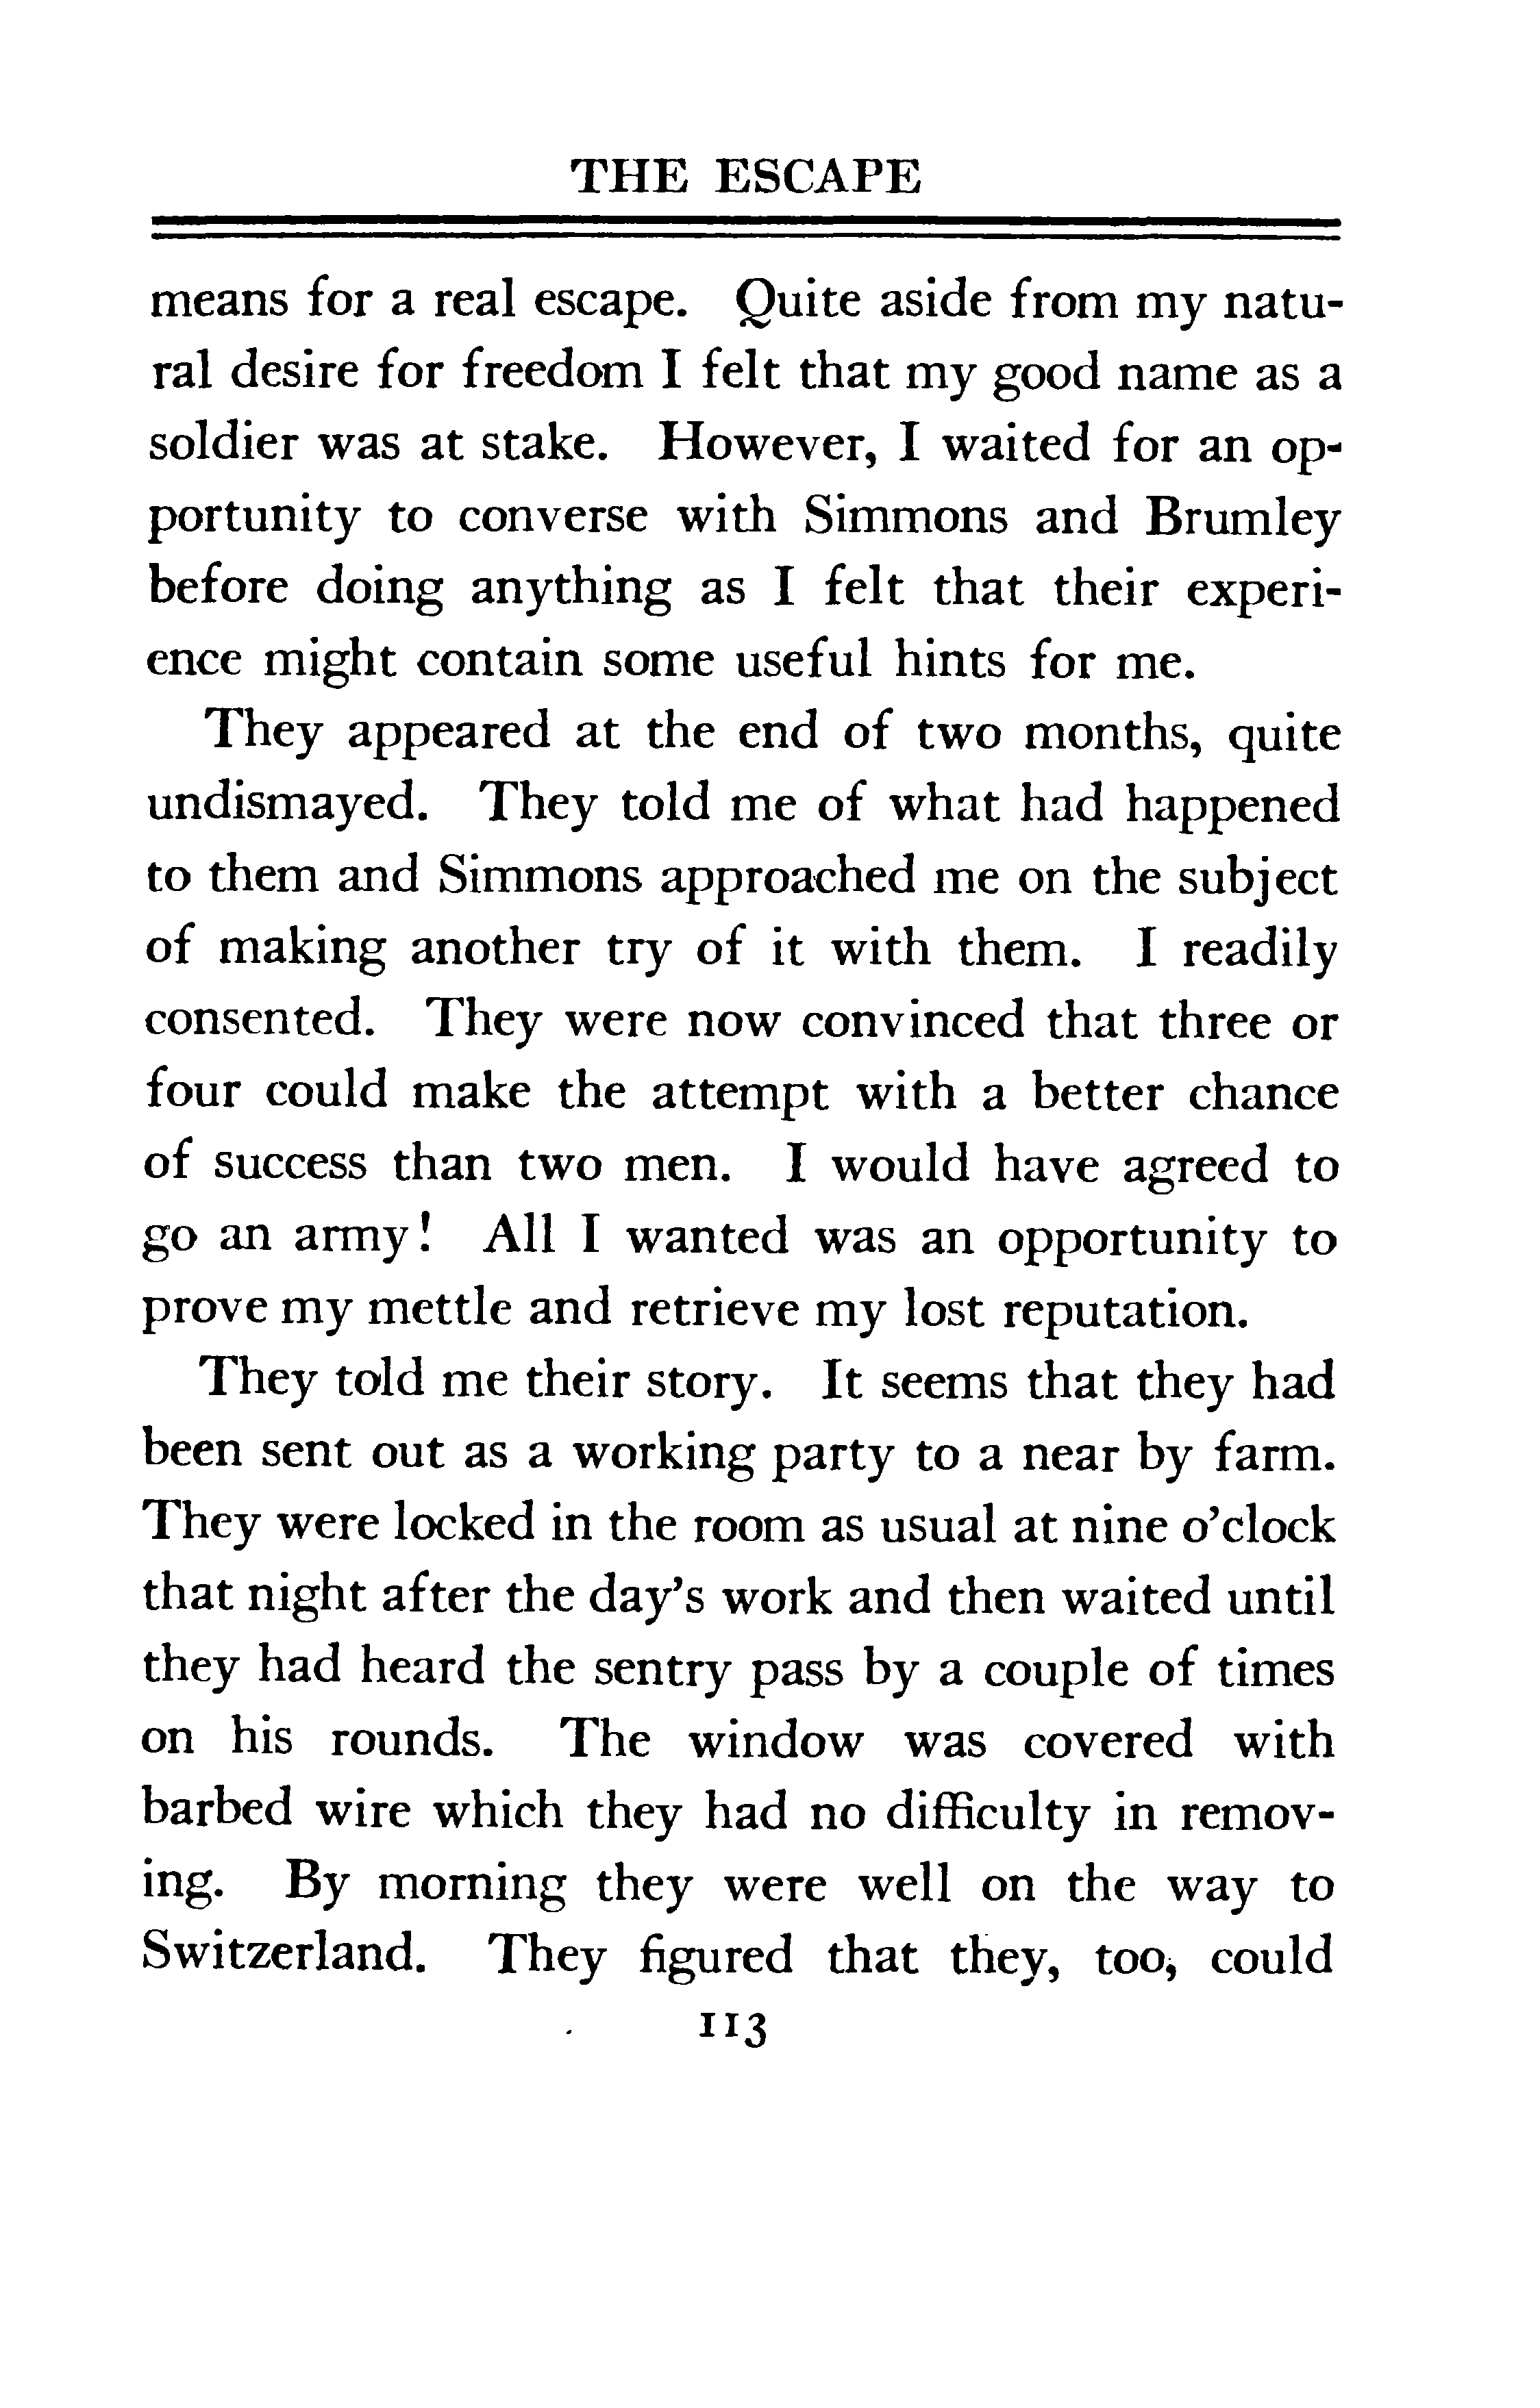 THE ESCAPE
means for a real escape. Quite aside from my natu-
ral desire for freedom I felt that my good name as a
soldier was at stake. However, I waited for an op-
portunity to converse with Simmons and Brumley
before doing anything as I felt that their experi-
ence might contain some useful hints for me.
They appeared at the end of two months, quite
undismayed. They told me of what had happened
to them and Simmons approached me on the subject
of making another try of it with them. I readily
consented. They were now convinced that three or
four could make the attempt with a better chance
of success than two men. I would have agreed to
go an army! All I wanted was an opportunity to
prove my mettle and retrieve my lost reputation.
They told me their story. It seems that they had
been sent out as a working party to a near by farm.
They were locked in the room as usual at nine o'clock
that night after the day's work and then waited until
they had heard the sentry pass by a couple of times
on his rounds. The window was covered with
barbed wire which they had no difficulty in remov-
ing. By morning they were well on the way to
Switzerland. They figured that they, too, could
113